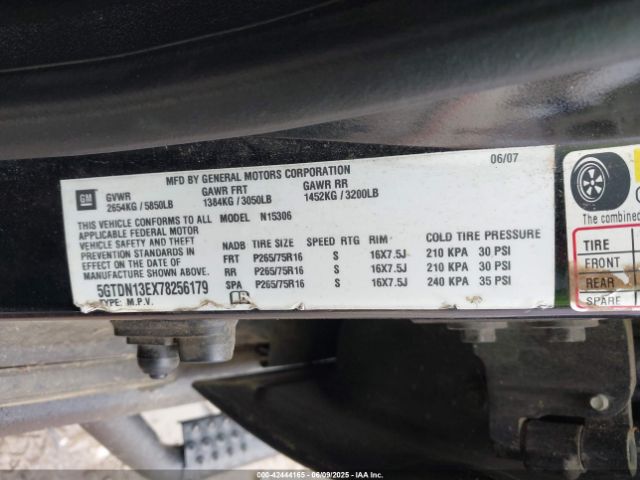 MFD BY GENERAL MOTORS CORPORATION 06/07
GM GVWR GAWR FRT GAWR RR
2654KG / 5850LB 1384KG / 3050LB 1452KG / 3200LB
THIS VEHICLE CONFORMS TO ALL MODEL N15306
APPLICABLE FEDERAL MOTOR
VEHICLE SAFETY AND THEFT
PREVENTION STANDARDS
IN EFFECT ON THE DATE OF
MANUFACTURE SHOWN ABOVE.
5GTDN13EX78256179
TYPE: M.P.V.
NADB TIRE SIZE SPEED RTG RIM COLD TIRE PRESSURE
FRT P265/75R16 S 16X7.5J 210 KPA 30 PSI
RR P265/75R16 S 16X7.5J 210 KPA 30 PSI
SPA P265/75R16 S 16X7.5J 240 KPA 35 PSI
The combined
TIRE
FRONT
REAR
SPARE
000-42444165 - 06/09/2025 - IAA Inc.